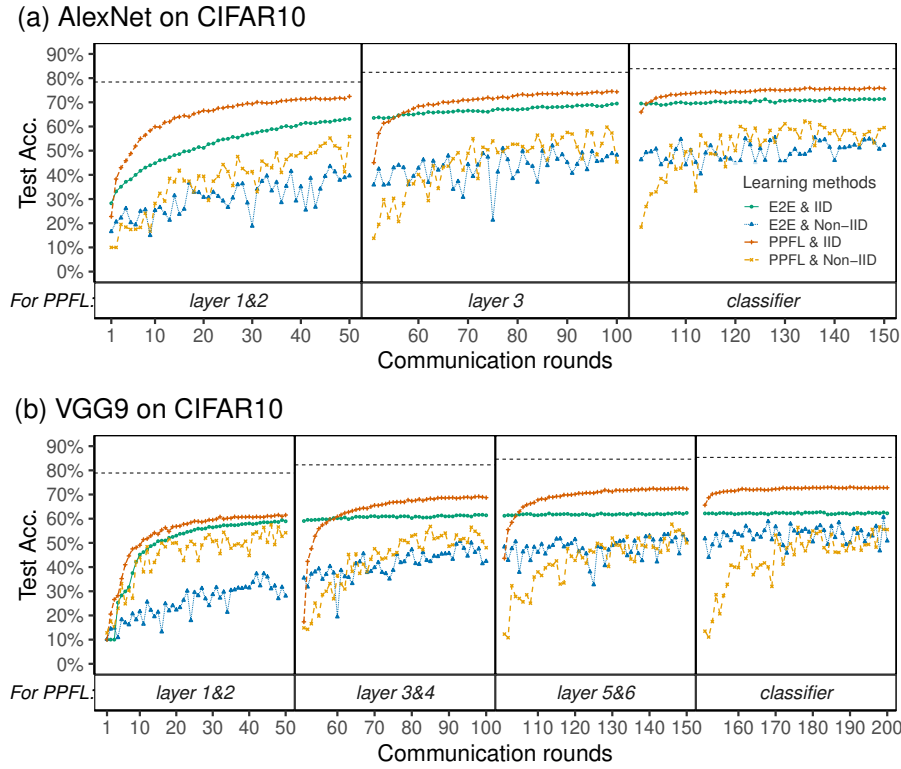 (a) AlexNet on CIFAR10
90%
80%
70%
60%
50%
40%
30%
20%
10%
0%
Test Acc.
Learning methods
E2E & IID
E2E & Non−IID
PPFL & IID
PPFL & Non−IID
For PPFL: layer 1&2 layer 3 classifier
1 10 20 30 40 50 60 70 80 90 100 110 120 130 140 150
Communication rounds
(b) VGG9 on CIFAR10
90%
80%
70%
60%
50%
40%
30%
20%
10%
0%
Test Acc.
For PPFL: layer 1&2 layer 3&4 layer 5&6 classifier
1 10 20 30 40 50 60 70 80 90 100 110 120 130 140 150 160 170 180 190 200
Communication rounds